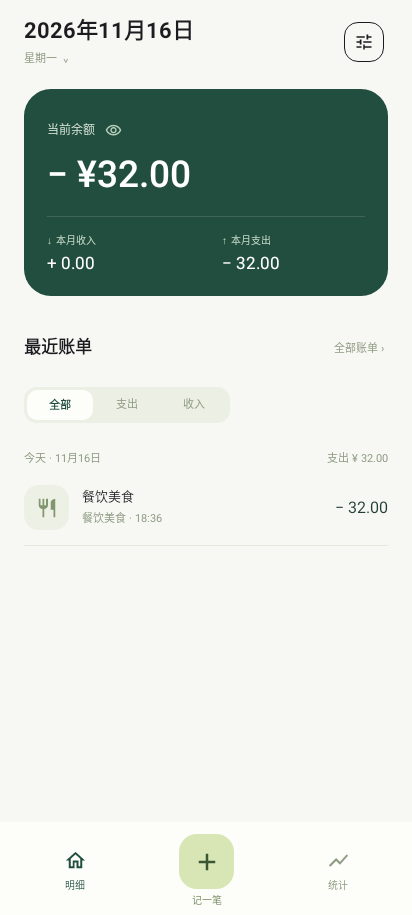 2026年11月16日
星期一
当前余额
− ¥32.00
↓ 本月收入
↑ 本月支出
+ 0.00
− 32.00
最近账单
全部账单 ›
全部 支出 收入
今天 · 11月16日
支出 ¥ 32.00
餐饮美食
餐饮美食 · 18:36
− 32.00
明细
记一笔
统计